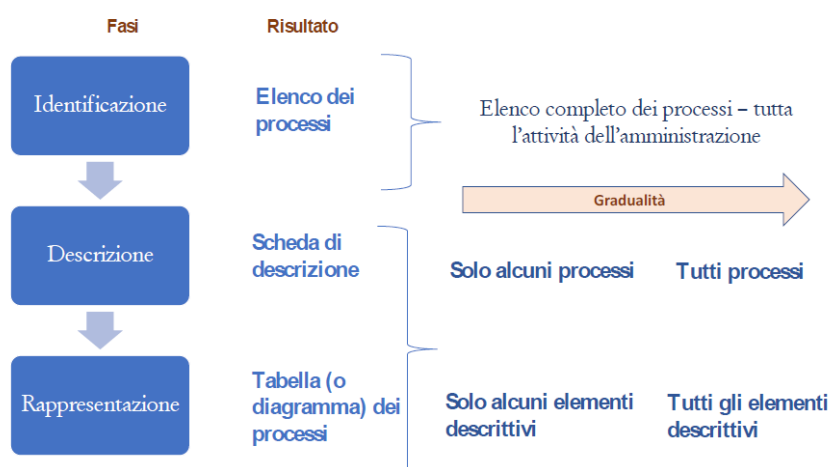 Fasi
Risultato
Identificazione
Elenco dei
processi
Elenco completo dei processi – tutta
l'attività dell'amministrazione
Gradualità
Descrizione
Scheda di
descrizione
Solo alcuni processi
Tutti processi
Rappresentazione
Tabella (o
diagramma) dei
processi
Solo alcuni elementi
descrittivi
Tutti gli elementi
descrittivi